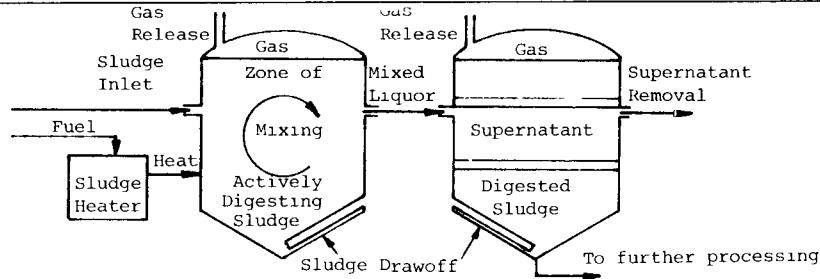 Gas
Release
Gas
Sludge
Inlet
Zone of
Mixing
Actively
Digesting
Sludge
Fuel
Sludge
Heater
Heat
Mixed
Liquor
Gas
Release
Gas
Supernatant
Digested
Sludge
Supernatant
Removal
Sludge Drawoff
To further processing